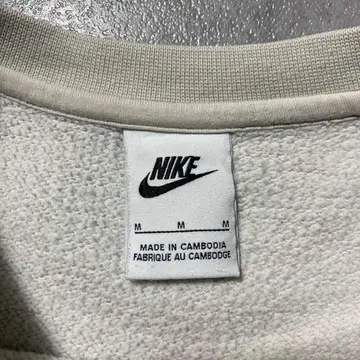 NIKE
M M M
MADE IN CAMBODIA
FABRIQUE AU CAMBODGE